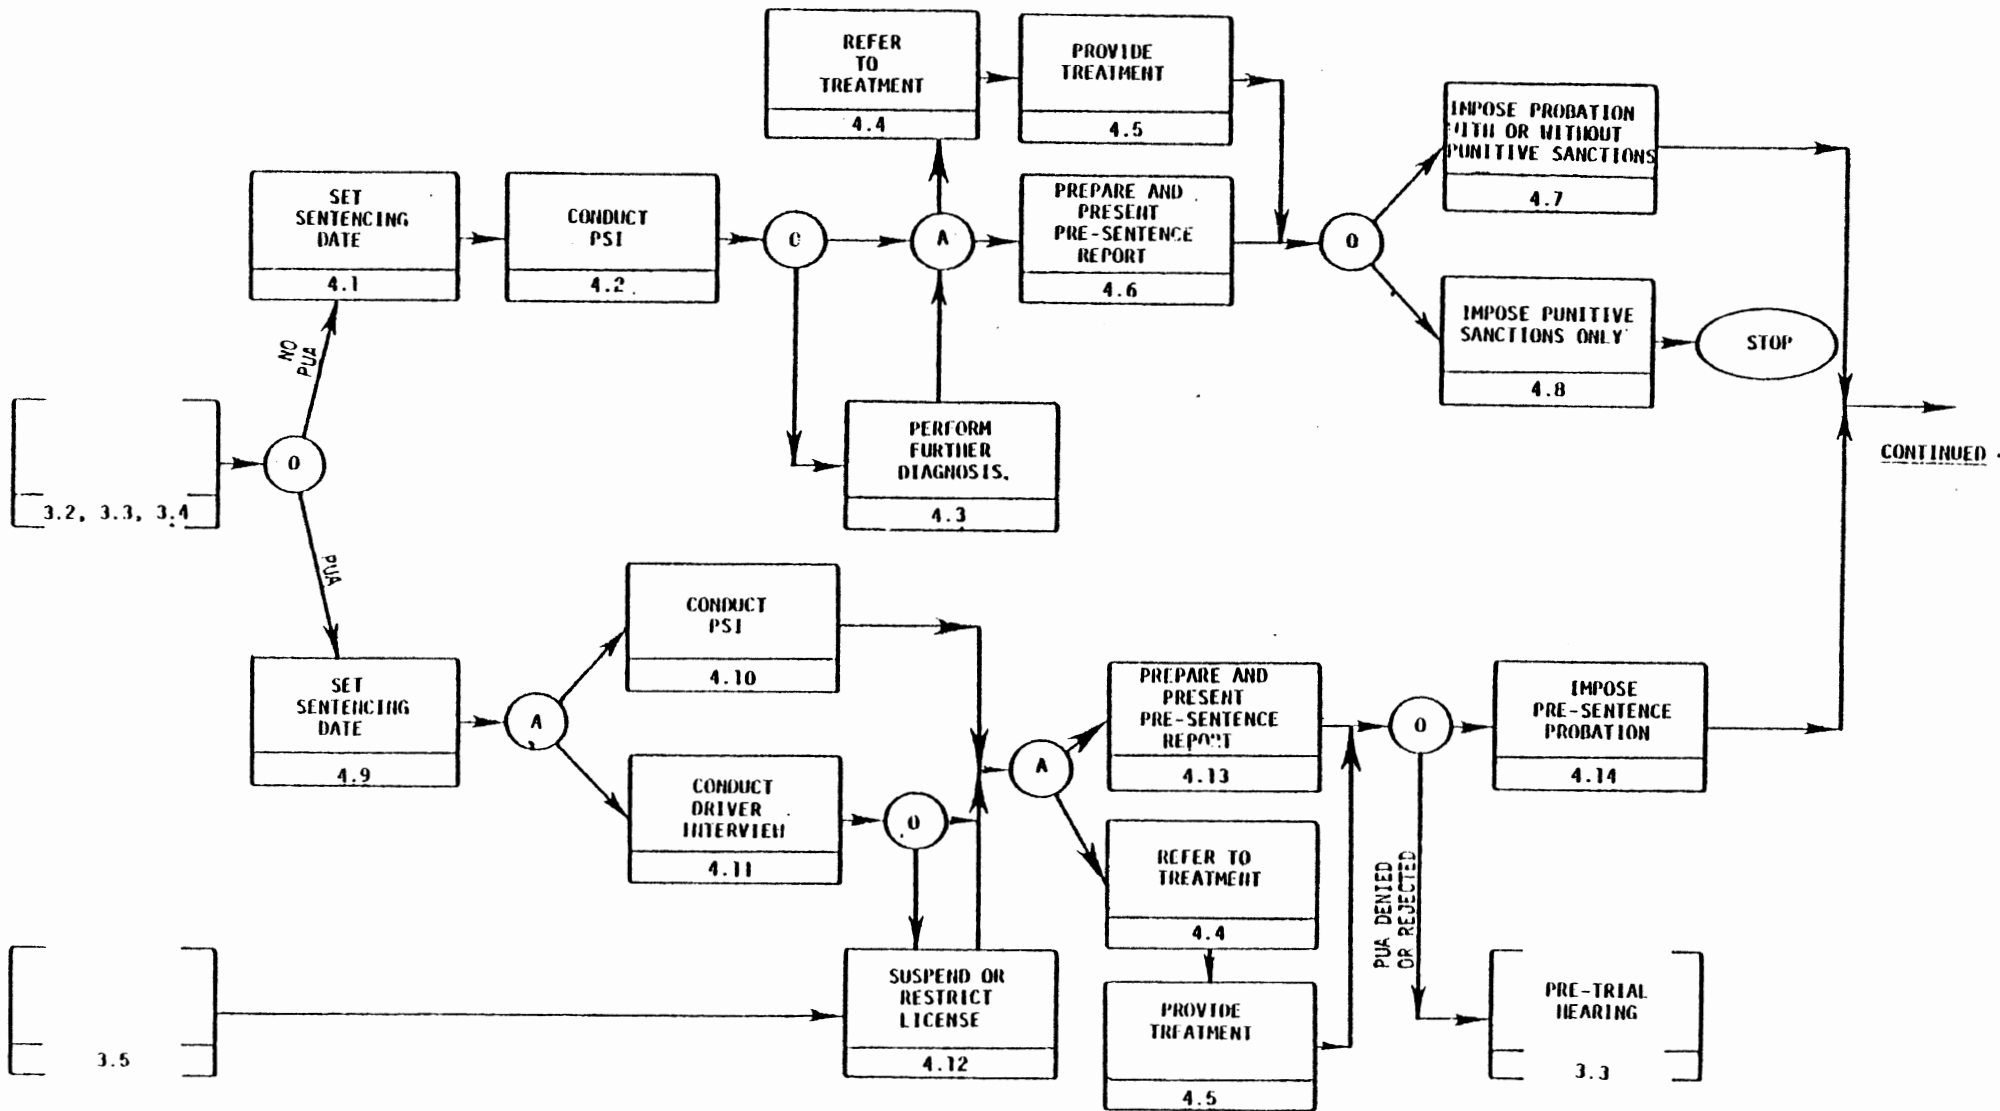 REFER
TO
TREATMENT
4.4
PROVIDE
TREATMENT
4.5
IMPOSE PROBATION
WITH OR WITHOUT
PUNITIVE SANCTIONS
4.7
SET
SENTENCING
DATE
4.1
CONDUCT
PSI
4.2
O
A
PREPARE AND
PRESENT
PRE-SENTENCE
REPORT
4.6
O
IMPOSE PUNITIVE
SANCTIONS ONLY
4.8
STOP
NO
PUA
3.2, 3.3, 3.4
O
PERFORM
FURTHER
DIAGNOSIS.
4.3
CONTINUED
PUA
SET
SENTENCING
DATE
4.9
A
CONDUCT
PSI
4.10
CONDUCT
DRIVER
INTERVIEW
4.11
O
A
PREPARE AND
PRESENT
PRE-SENTENCE
REPORT
4.13
O
IMPOSE
PRE-SENTENCE
PROBATION
4.14
REFER TO
TREATMENT
4.4
PUA DENIED
OR REJECTED
3.5
SUSPEND OR
RESTRICT
LICENSE
4.12
PROVIDE
TREATMENT
4.5
PRE-TRIAL
HEARING
3.3